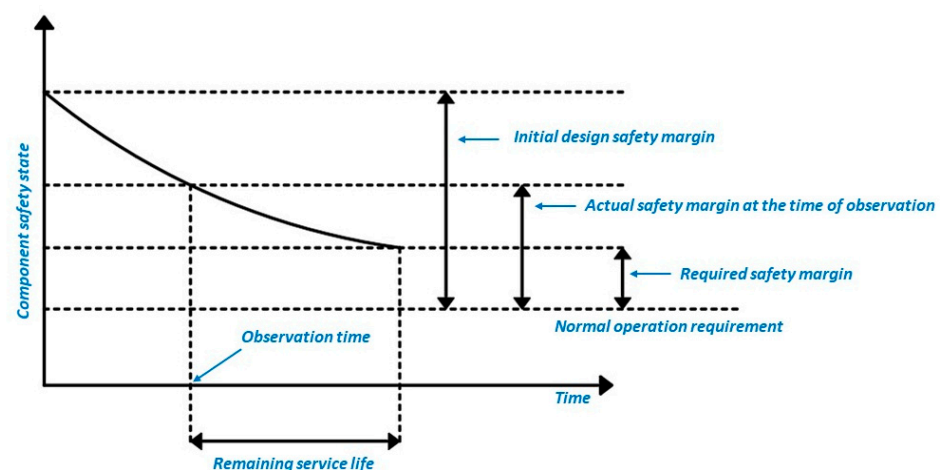 Initial design safety margin
Actual safety margin at the time of observation
Required safety margin
Normal operation requirement
Component safety state
Observation time
Time
Remaining service life